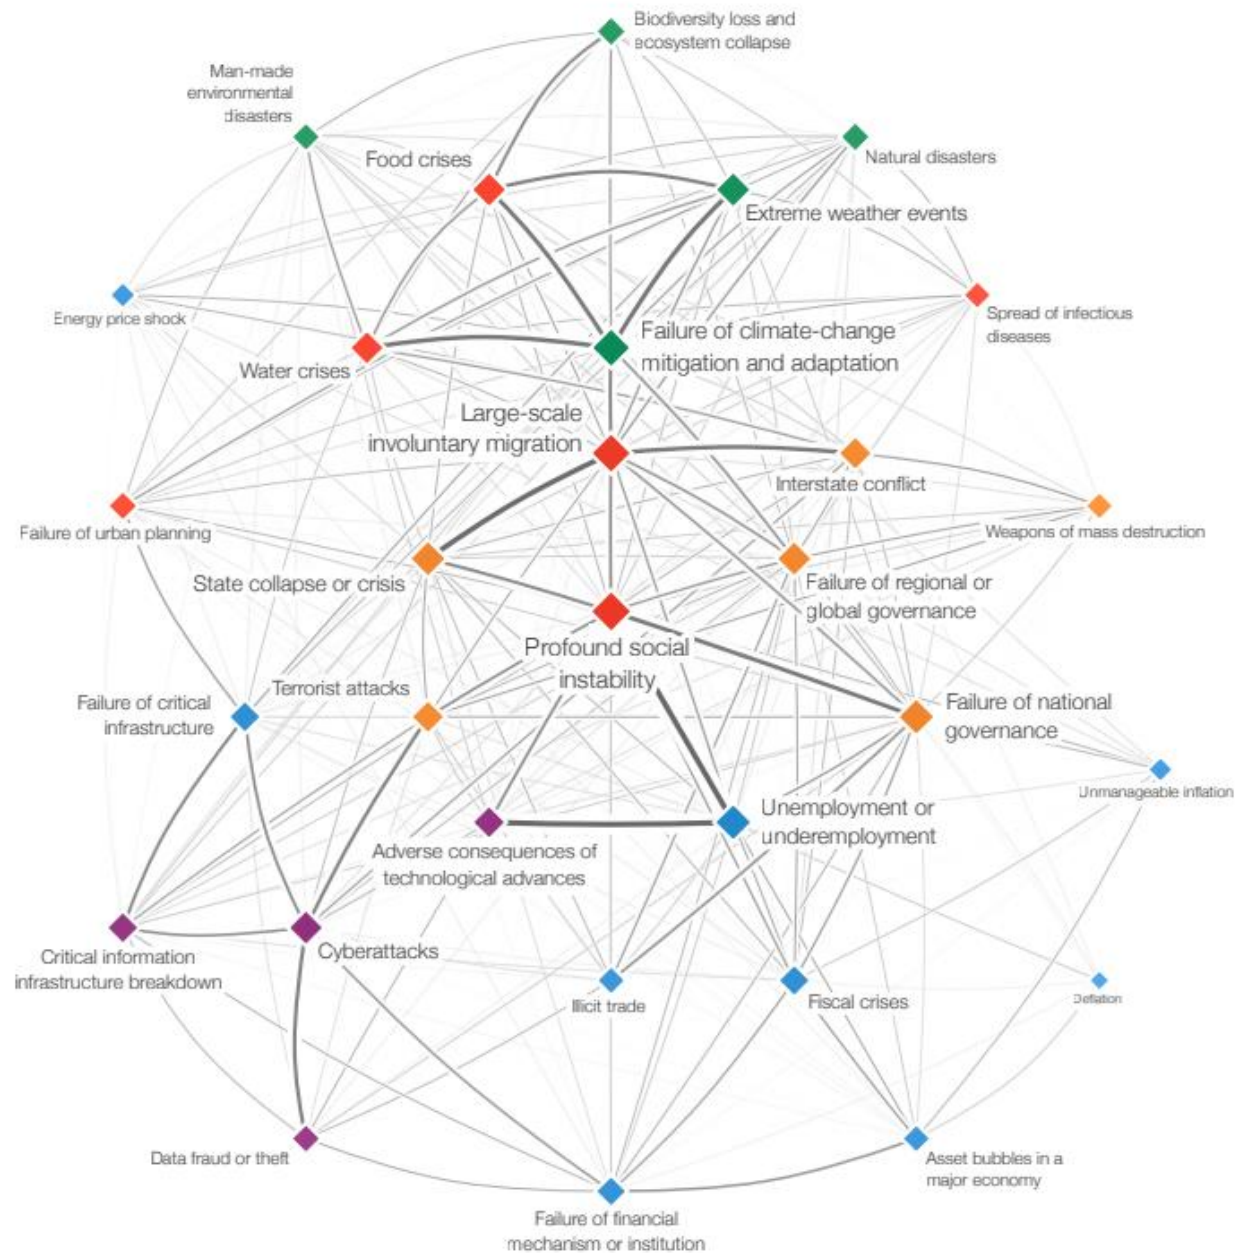 Biodiversity loss and
ecosystem collapse
Man-made
environmental
disasters
Food crises
Natural disasters
Extreme weather events
Energy price shock
Spread of infectious
diseases
Water crises
Failure of climate-change
mitigation and adaptation
Large-scale
involuntary migration
Interstate conflict
Failure of urban planning
Weapons of mass destruction
State collapse or crisis
Failure of regional or
global governance
Profound social
instability
Failure of critical
infrastructure
Terrorist attacks
Failure of national
governance
Unmanageable inflation
Unemployment or
underemployment
Adverse consequences of
technological advances
Critical information
infrastructure breakdown
Cyberattacks
Illicit trade
Fiscal crises
Deflation
Data fraud or theft
Asset bubbles in a
major economy
Failure of financial
mechanism or institution